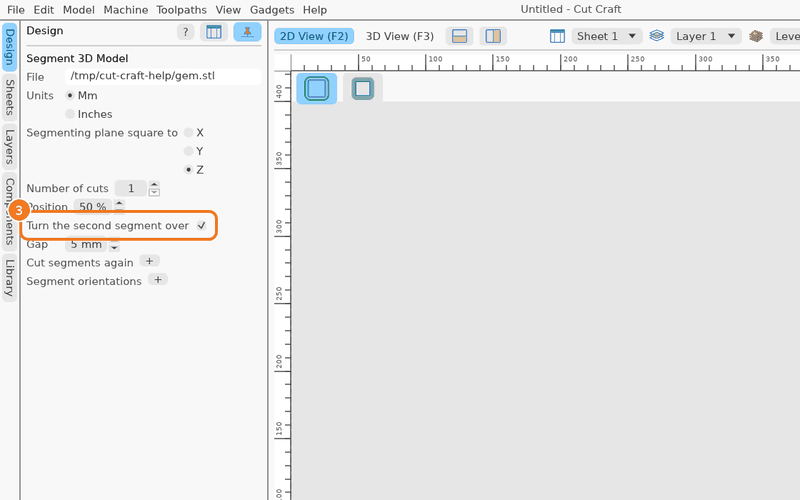 File Edit Model Machine Toolpaths View Gadgets Help Untitled - Cut Craft
Design ?
2D View (F2) 3D View (F3) Sheet 1 Layer 1 Leve
Design
Sheets
Layers
Library
Segment 3D Model
File /tmp/cut-craft-help/gem.stl
Units Mm
Inches
Segmenting plane square to X
Y
Z
Number of cuts 1
Position 50 %
3
Turn the second segment over
Gap 5 mm
Cut segments again +
Segment orientations +
50 100 150 200 250 300 350
400
350
300
250
200
150